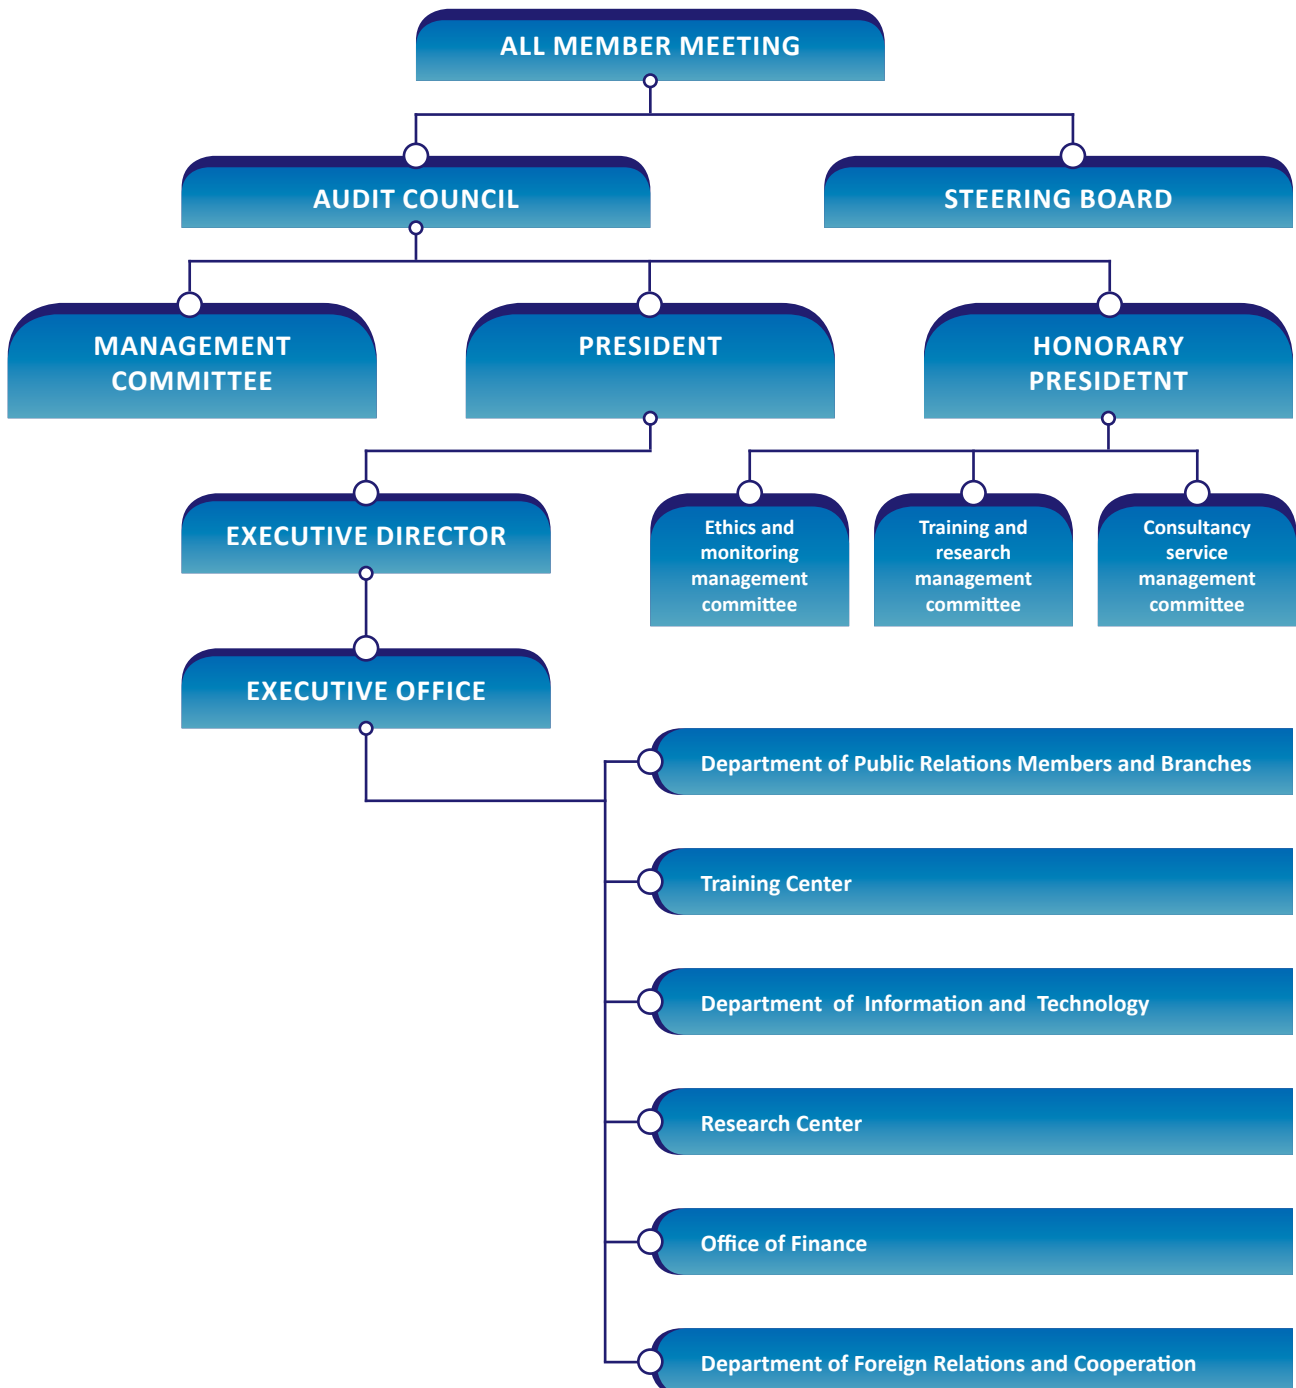 ALL MEMBER MEETING
AUDIT COUNCIL
STEERING BOARD
MANAGEMENT
COMMITTEE
PRESIDENT
HONORARY
PRESIDETNT
EXECUTIVE DIRECTOR
Ethics and
monitoring
management
committee
Training and
research
management
committee
Consultancy
service
management
committee
EXECUTIVE OFFICE
Department of Public Relations Members and Branches
Training Center
Department of Information and Technology
Research Center
Office of Finance
Department of Foreign Relations and Cooperation